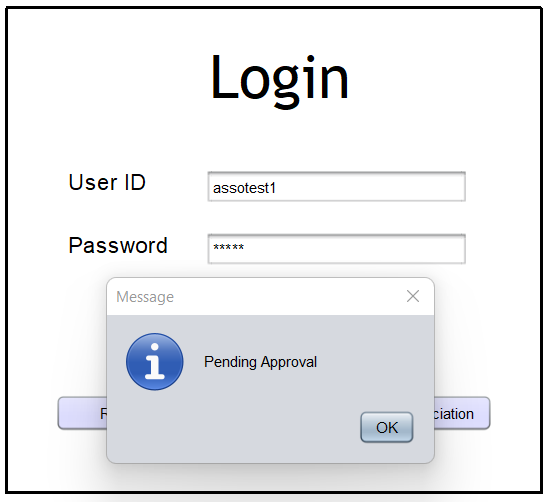 Login
User ID
assotest1
Password
*****
Message
Pending Approval
OK